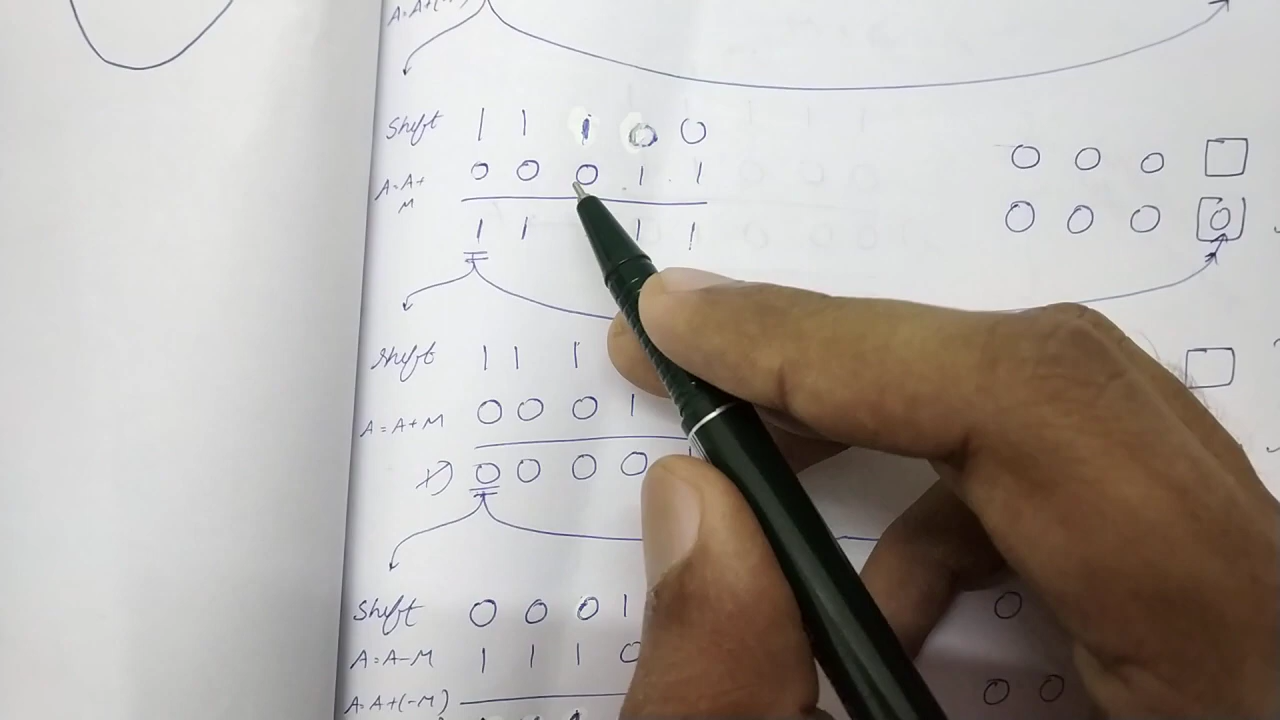 A=A+(-M)
Shift 1 1 1 0 0 0 0 0 □
A=A+M 0 0 0 1 1
1 1 1 1 0 0 0 0
Shift 1 1 1 □
A=A+M 0 0 0 1
0 0 0 0 1
Shift 0 0 0 1 0
A=A-M 1 1 1 0
A=A+(-M) 0 0